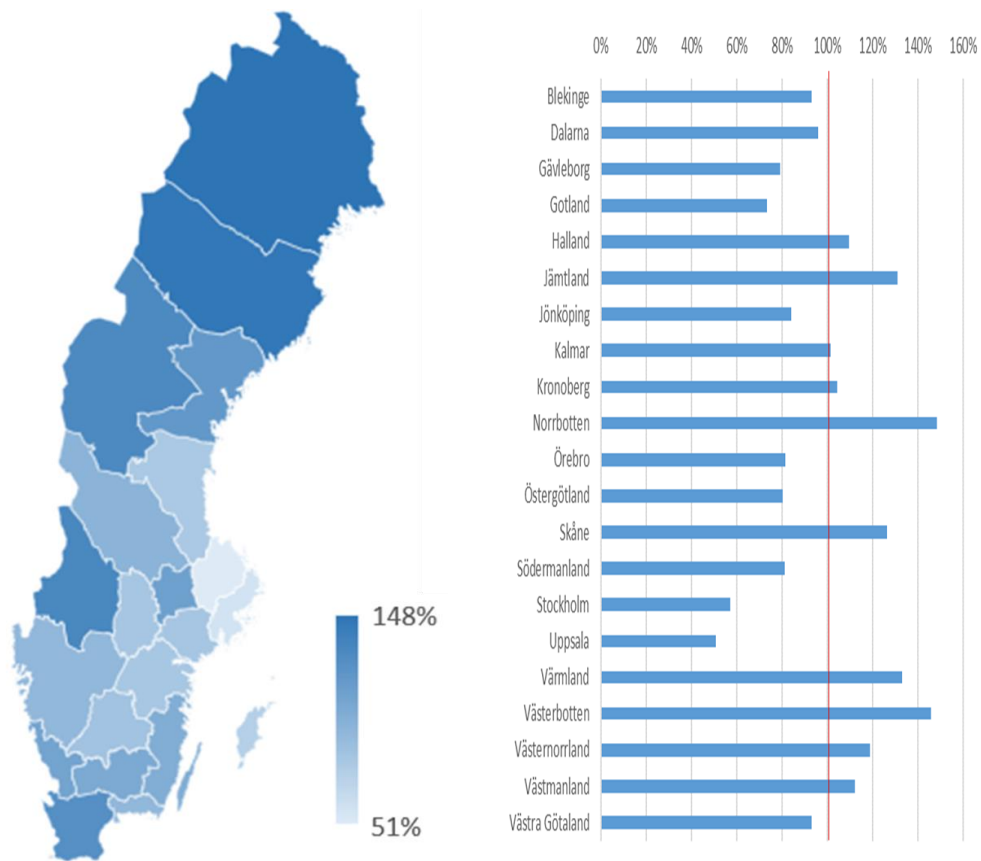 148%
51%
0% 20% 40% 60% 80% 100% 120% 140% 160%
Blekinge
Dalarna
Gävleborg
Gotland
Halland
Jämtland
Jönköping
Kalmar
Kronoberg
Norrbotten
Örebro
Östergötland
Skåne
Södermanland
Stockholm
Uppsala
Värmland
Västerbotten
Västernorrland
Västmanland
Västra Götaland